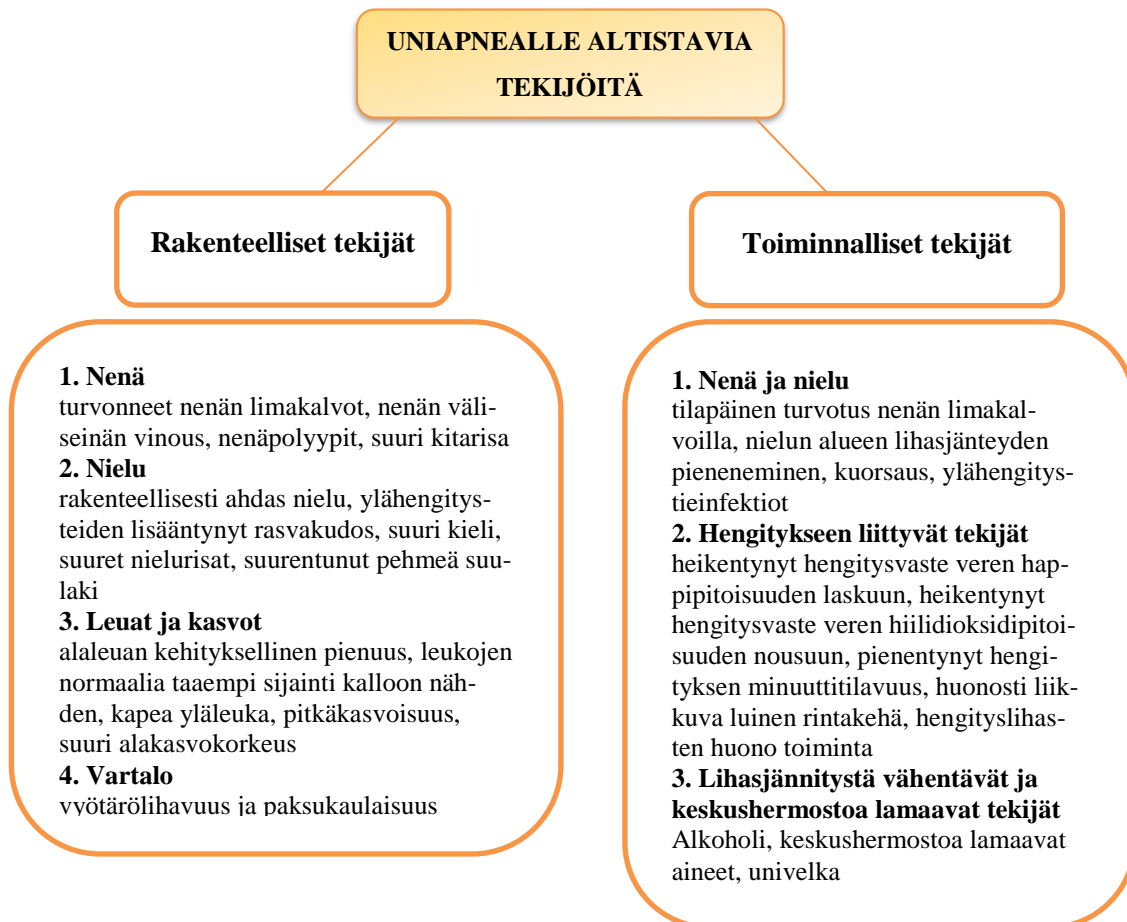 UNIAPNEALLE ALTISTAVIA
TEKIJÖITÄ
Rakenteelliset tekijät
1. Nenä
turvonneet nenän limakalvot, nenän väli-
seinän vinous, nenäpolyypit, suuri kitarisa
2. Nielu
rakenteellisesti ahdas nielu, ylähengitys-
teiden lisääntynyt rasvakudos, suuri kieli,
suuret nielurisat, suurentunut pehmeä suu-
laki
3. Leuat ja kasvot
alaleuan kehityksellinen pienuus, leukojen
normaalia taaempi sijainti kalloon näh-
den, kapea yläleuka, pitkäkasvoisuus,
suuri alakasvokorkeus
4. Vartalo
vyötärölihavuus ja paksukaulaisuus
Toiminnalliset tekijät
1. Nenä ja nielu
tilapäinen turvotus nenän limakal-
voilla, nielun alueen lihasjänteyden
pieneneminen, kuorsaus, ylähengitys-
tieinfektiot
2. Hengitykseen liittyvät tekijät
heikentynyt hengitysvaste veren hap-
pipitoisuuden laskuun, heikentynyt
hengitysvaste veren hiilidioksidipitoi-
suuden nousuun, pienentynyt hengi-
tyksen minuuttitilavuus, huonosti liik-
kuva luinen rintakehä, hengityslihas-
ten huono toiminta
3. Lihasjännitystä vähentävät ja
keskushermostoa lamaavat tekijät
Alkoholi, keskushermostoa lamaavat
aineet, univelka